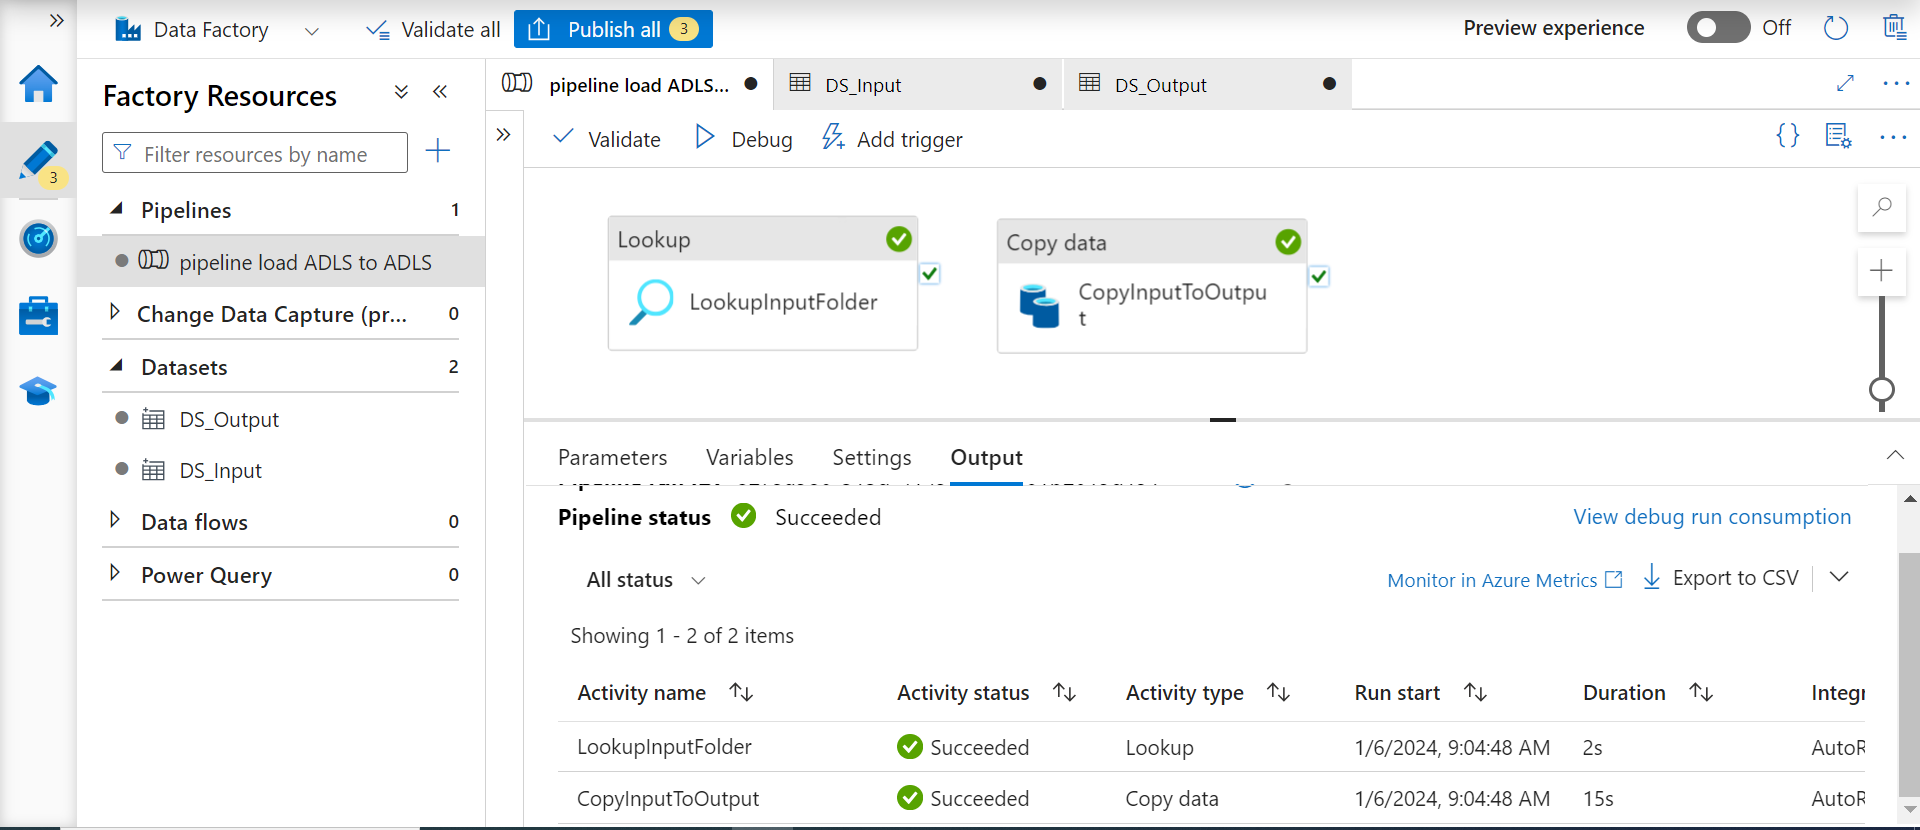 Data Factory
Validate all
Publish all 3
Preview experience
Off
3
Factory Resources
Filter resources by name
Pipelines 1
pipeline load ADLS to ADLS
Change Data Capture (pr... 0
Datasets 2
DS_Output
DS_Input
Data flows 0
Power Query 0
pipeline load ADLS...
DS_Input
DS_Output
Validate
Debug
Add trigger
{}
Lookup
LookupInputFolder
Copy data
CopyInputToOutpu
t
Parameters Variables Settings Output
Pipeline status Succeeded
View debug run consumption
All status
Monitor in Azure Metrics
Export to CSV
Showing 1 - 2 of 2 items
Activity name Activity status Activity type Run start Duration Integr
LookupInputFolder Succeeded Lookup 1/6/2024, 9:04:48 AM 2s AutoR
CopyInputToOutput Succeeded Copy data 1/6/2024, 9:04:48 AM 15s AutoR